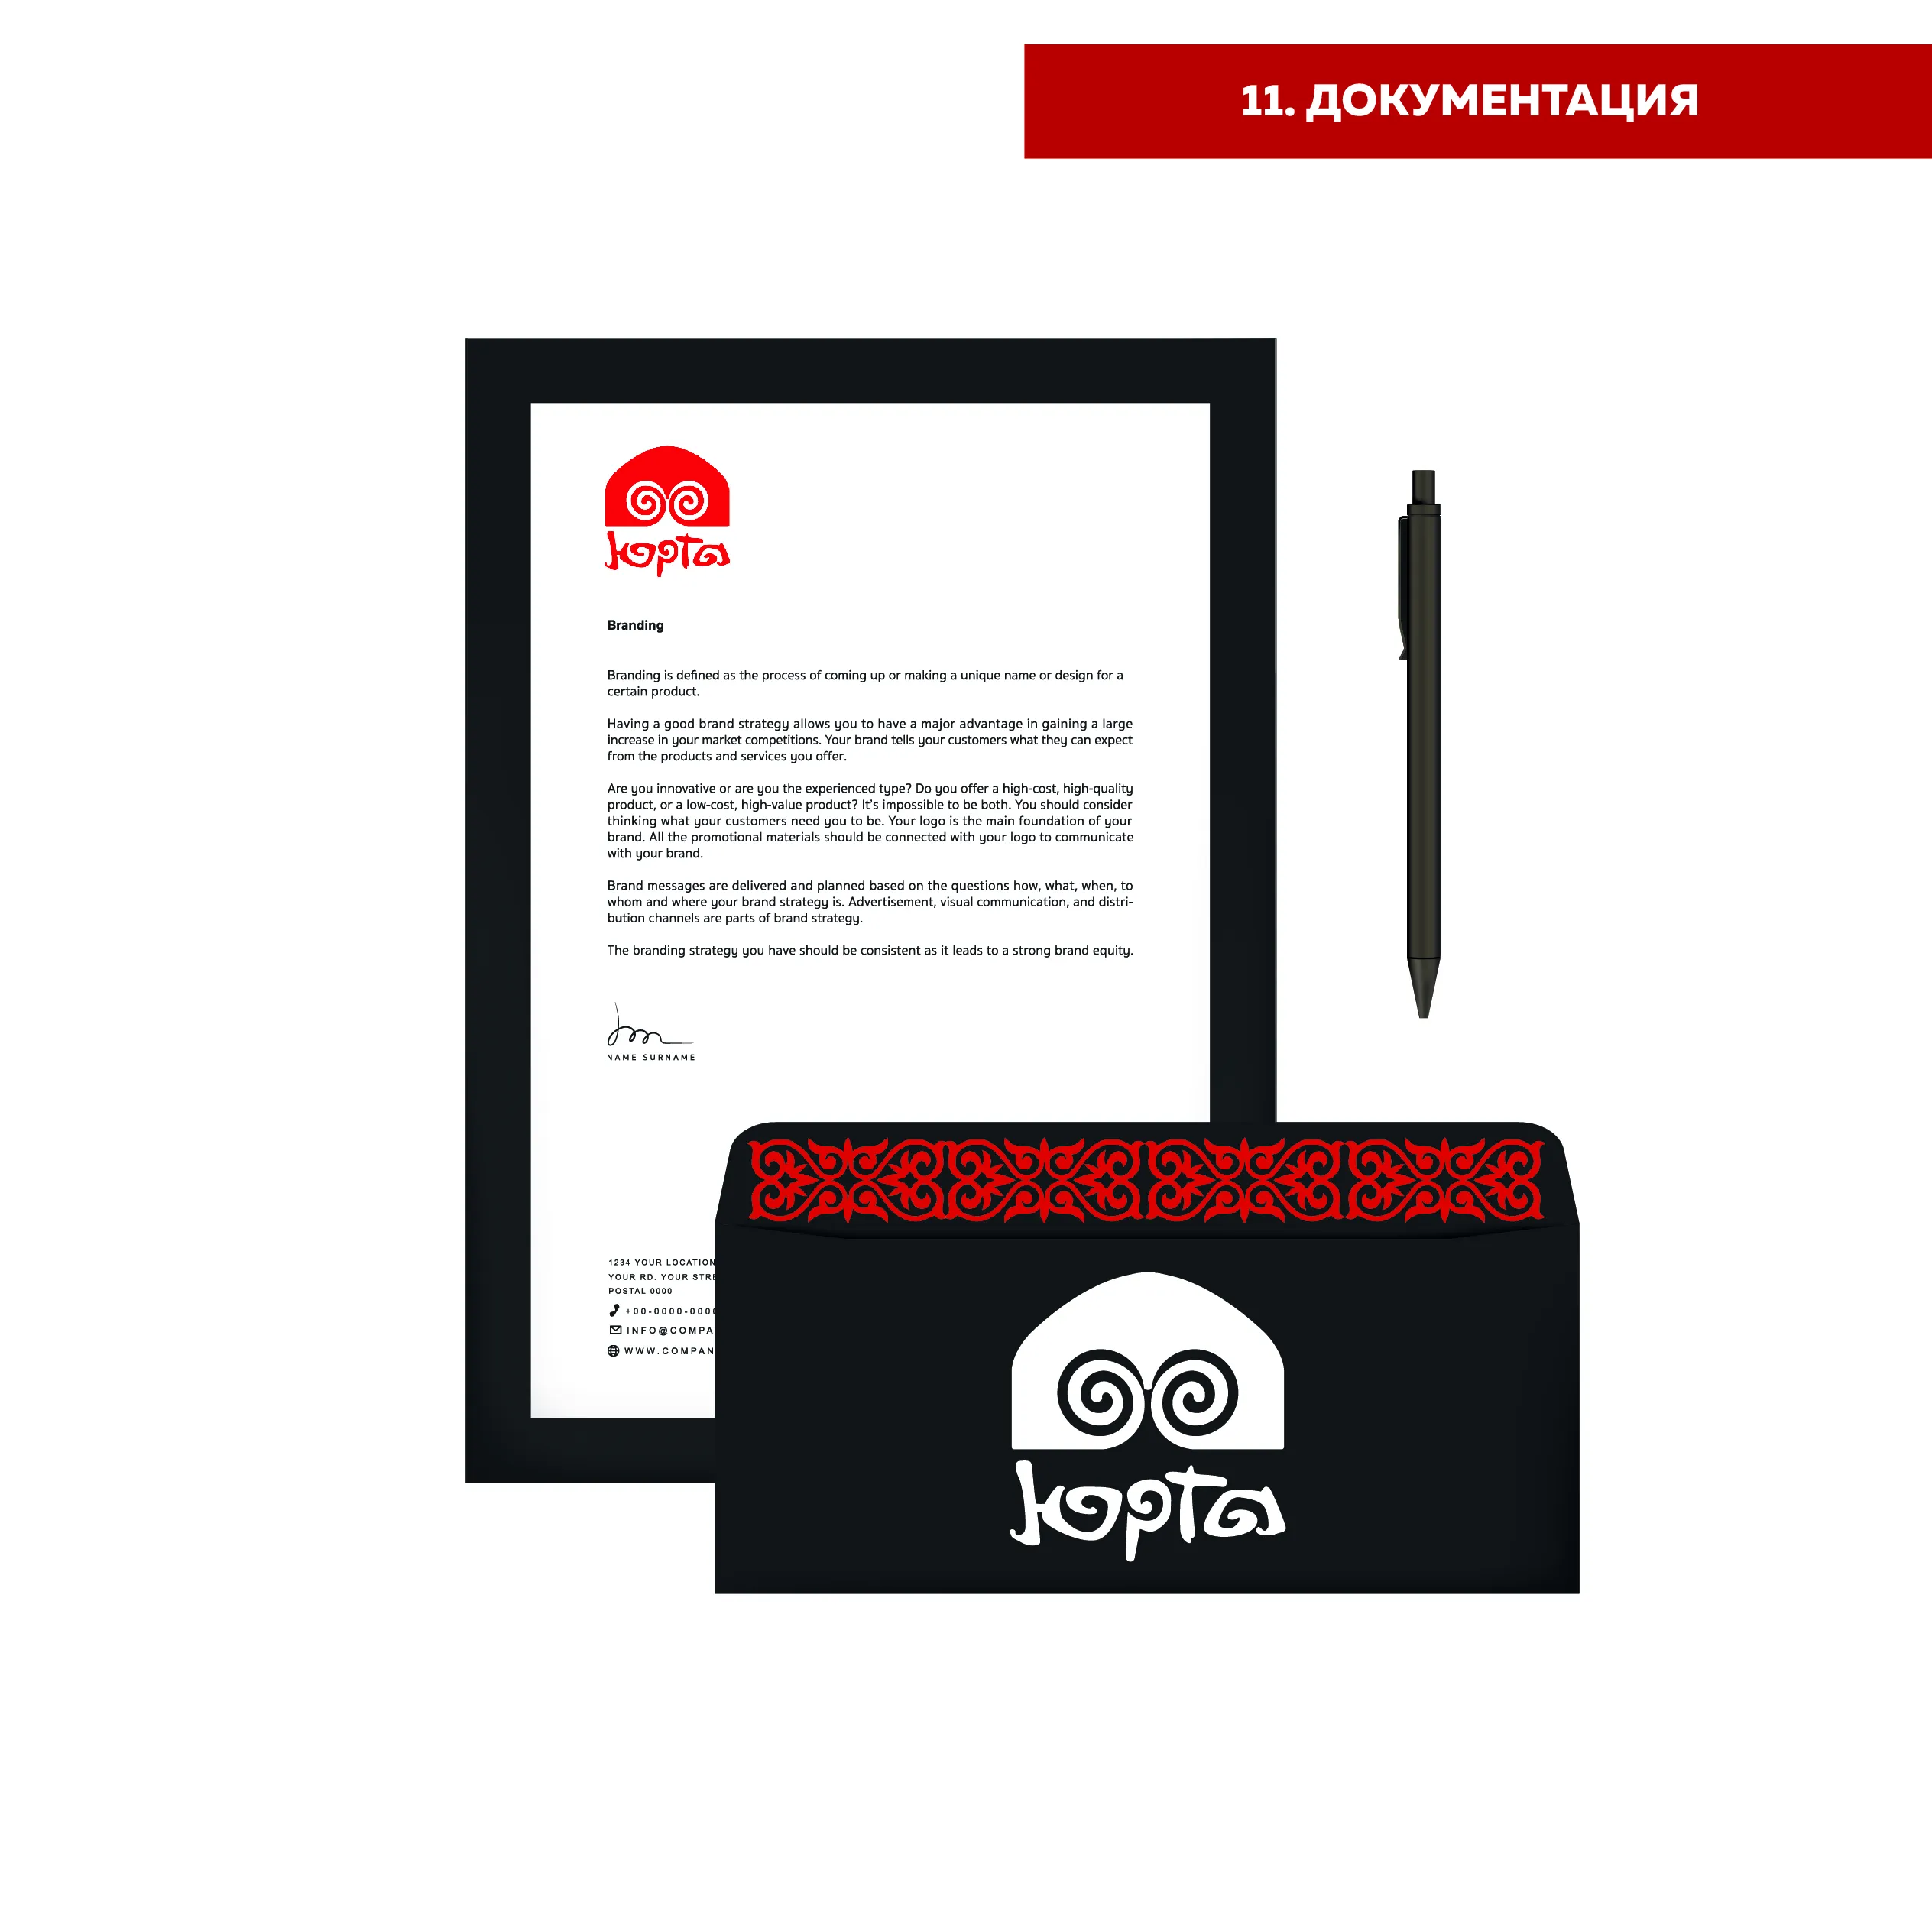 11. ДОКУМЕНТАЦИЯ
юрта
Branding
Branding is defined as the process of coming up or making a unique name or design for a
certain product.
Having a good brand strategy allows you to have a major advantage in gaining a large
increase in your market competitions. Your brand tells your customers what they can expect
from the products and services you offer.
Are you innovative or are you the experienced type? Do you offer a high-cost, high-quality
product, or a low-cost, high-value product? It's impossible to be both. You should consider
thinking what your customers need you to be. Your logo is the main foundation of your
brand. All the promotional materials should be connected with your logo to communicate
with your brand.
Brand messages are delivered and planned based on the questions how, what, when, to
whom and where your brand strategy is. Advertisement, visual communication, and distri-
bution channels are parts of brand strategy.
The branding strategy you have should be consistent as it leads to a strong brand equity.
NAME SURNAME
1234 YOUR LOCATION
YOUR RD. YOUR STRE
POSTAL 0000
+00-0000-0000
INFO@COMPA
WWW.COMPAN
юрта